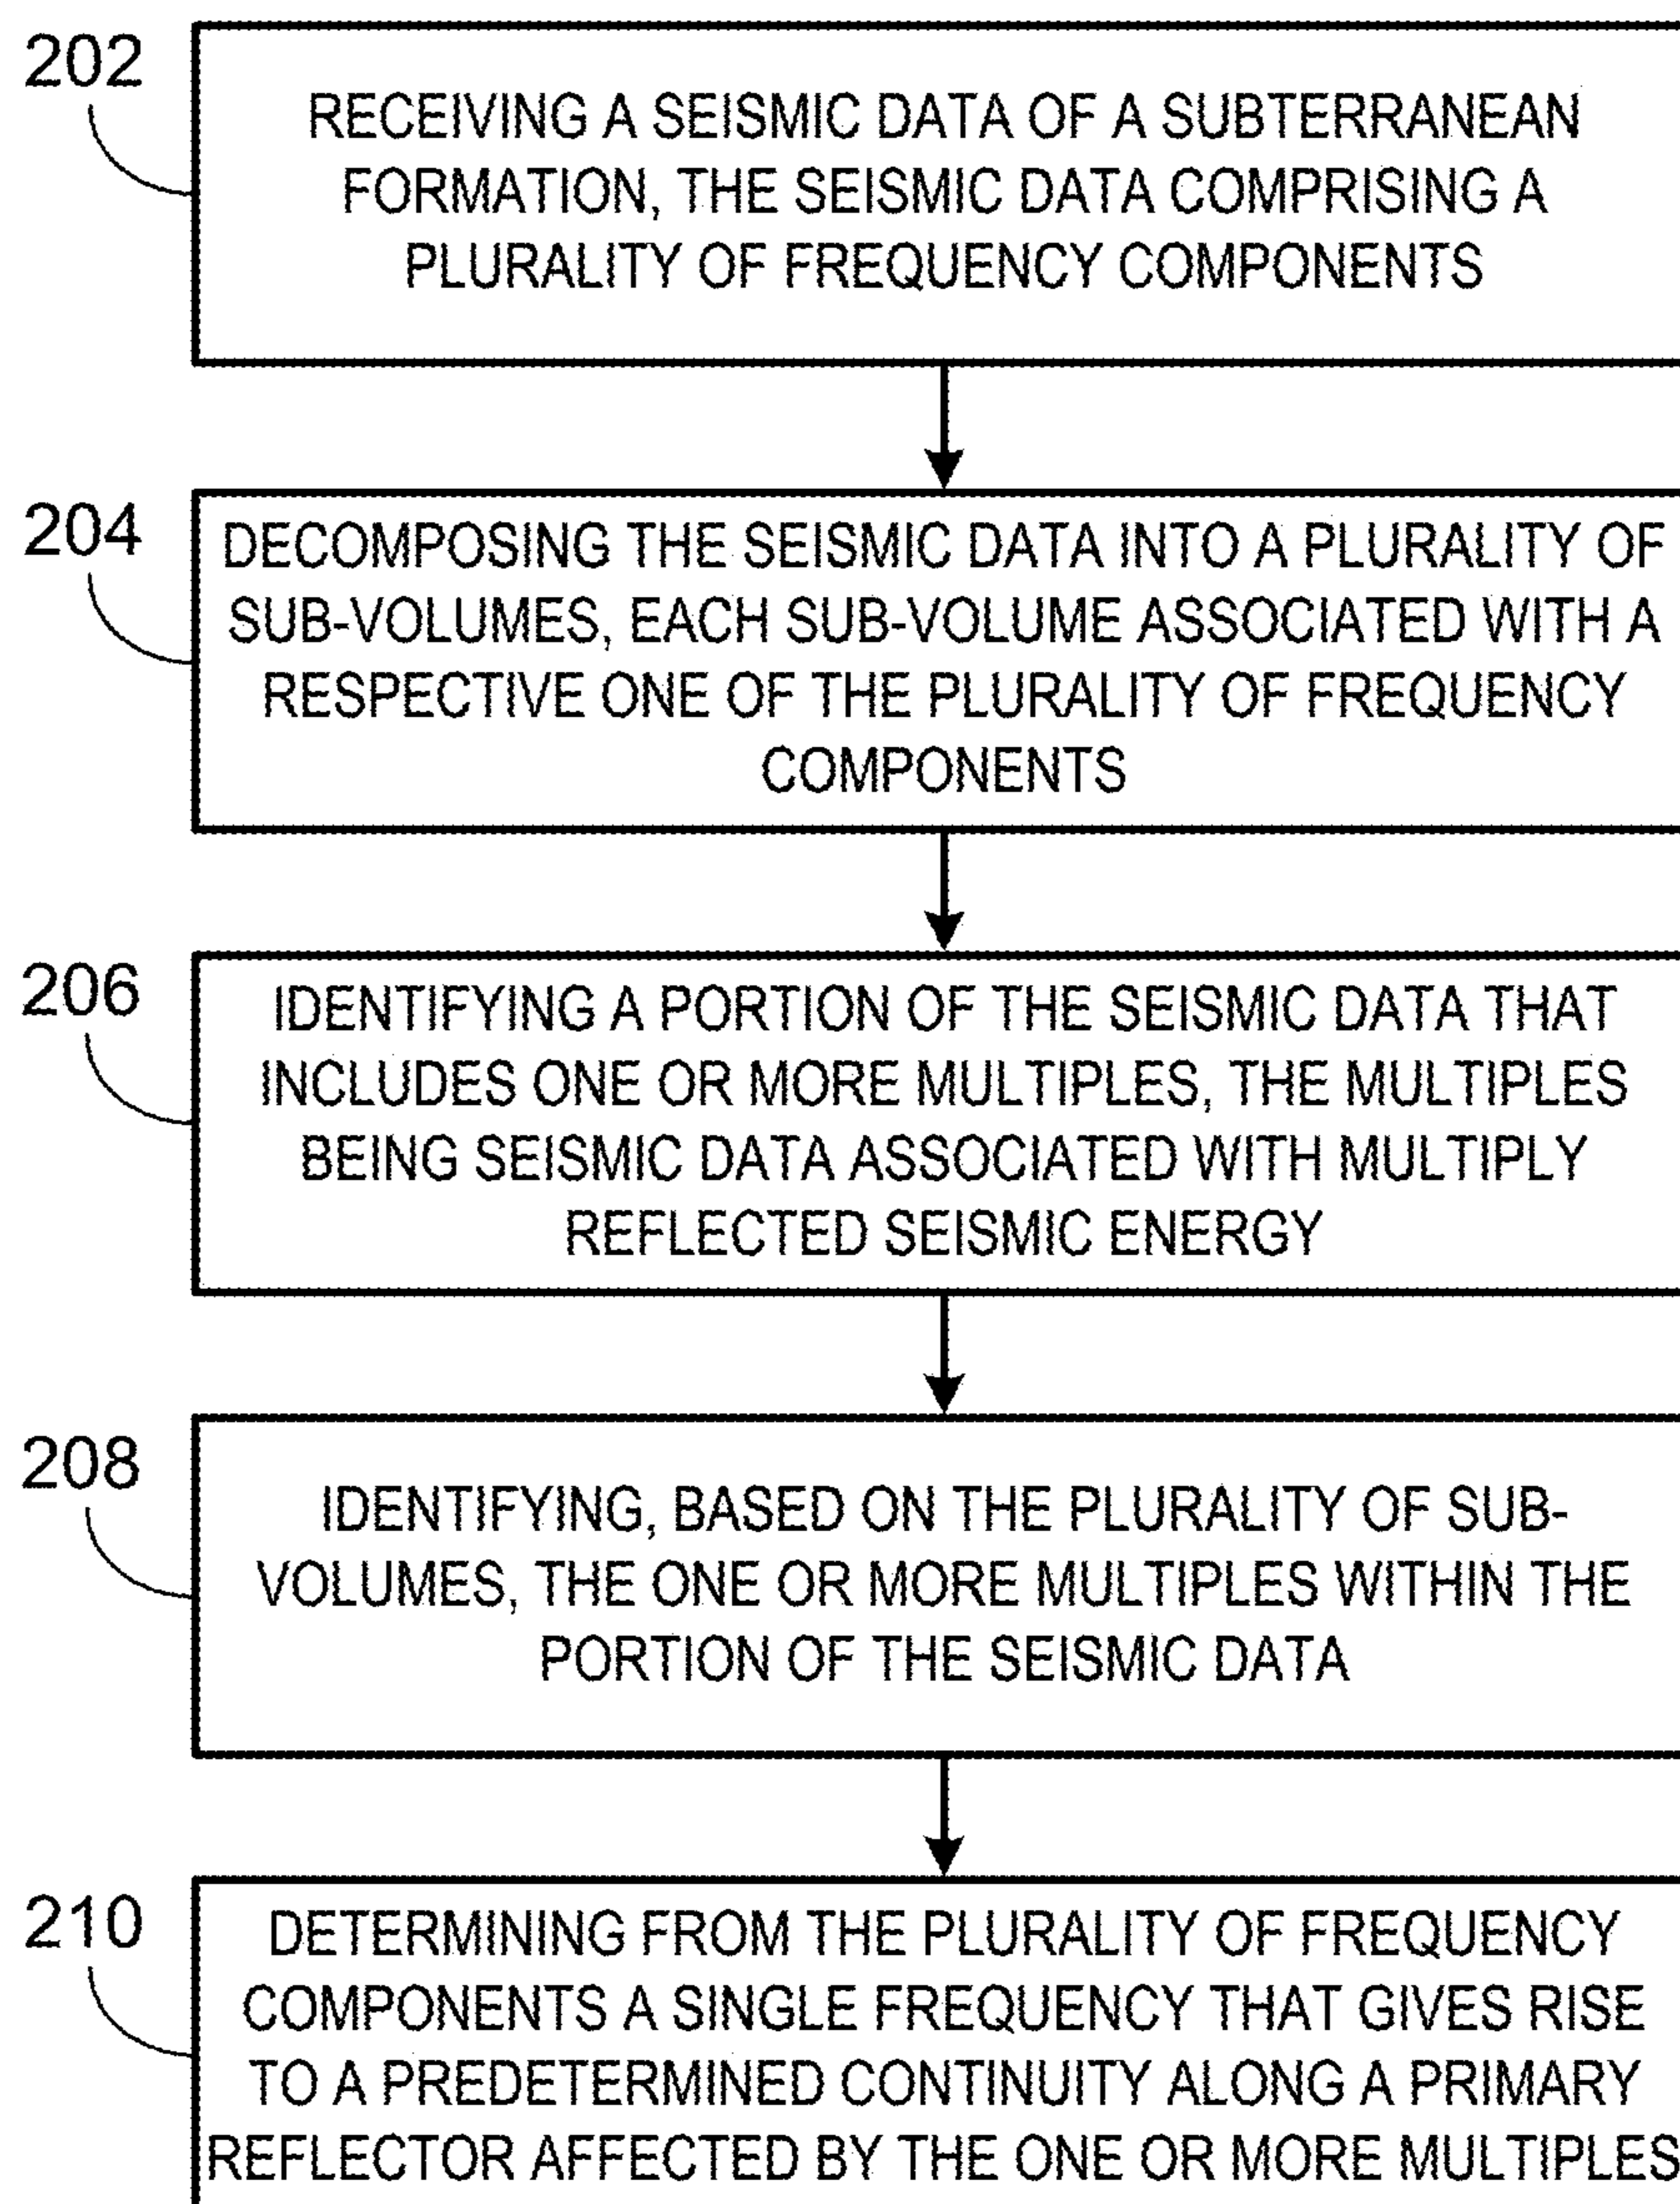 202
RECEIVING A SEISMIC DATA OF A SUBTERRANEAN
FORMATION, THE SEISMIC DATA COMPRISING A
PLURALITY OF FREQUENCY COMPONENTS
204
DECOMPOSING THE SEISMIC DATA INTO A PLURALITY OF
SUB-VOLUMES, EACH SUB-VOLUME ASSOCIATED WITH A
RESPECTIVE ONE OF THE PLURALITY OF FREQUENCY
COMPONENTS
206
IDENTIFYING A PORTION OF THE SEISMIC DATA THAT
INCLUDES ONE OR MORE MULTIPLES, THE MULTIPLES
BEING SEISMIC DATA ASSOCIATED WITH MULTIPLY
REFLECTED SEISMIC ENERGY
208
IDENTIFYING, BASED ON THE PLURALITY OF SUB-
VOLUMES, THE ONE OR MORE MULTIPLES WITHIN THE
PORTION OF THE SEISMIC DATA
210
DETERMINING FROM THE PLURALITY OF FREQUENCY
COMPONENTS A SINGLE FREQUENCY THAT GIVES RISE
TO A PREDETERMINED CONTINUITY ALONG A PRIMARY
REFLECTOR AFFECTED BY THE ONE OR MORE MULTIPLES